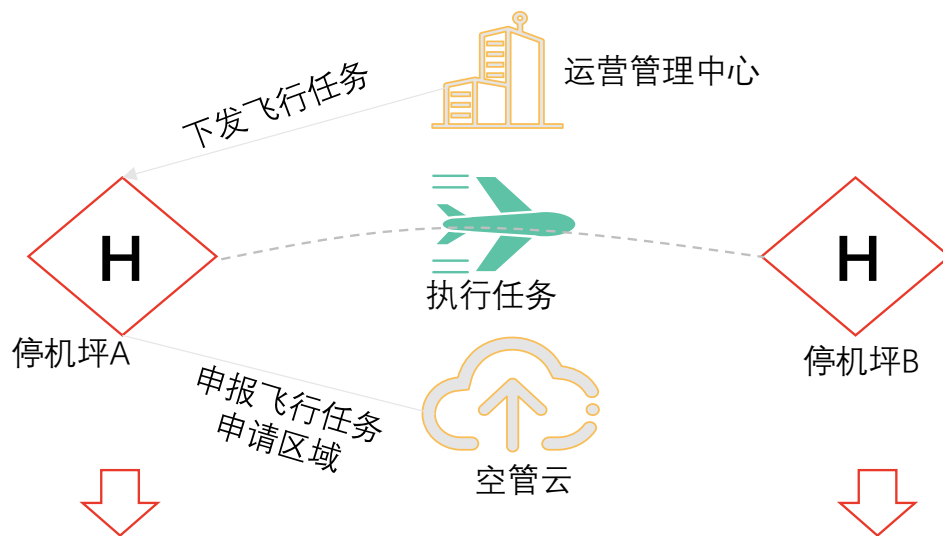 运营管理中心
下发飞行任务
H
H
执行任务
停机坪A
停机坪B
申报飞行任务
申请区域
空管云